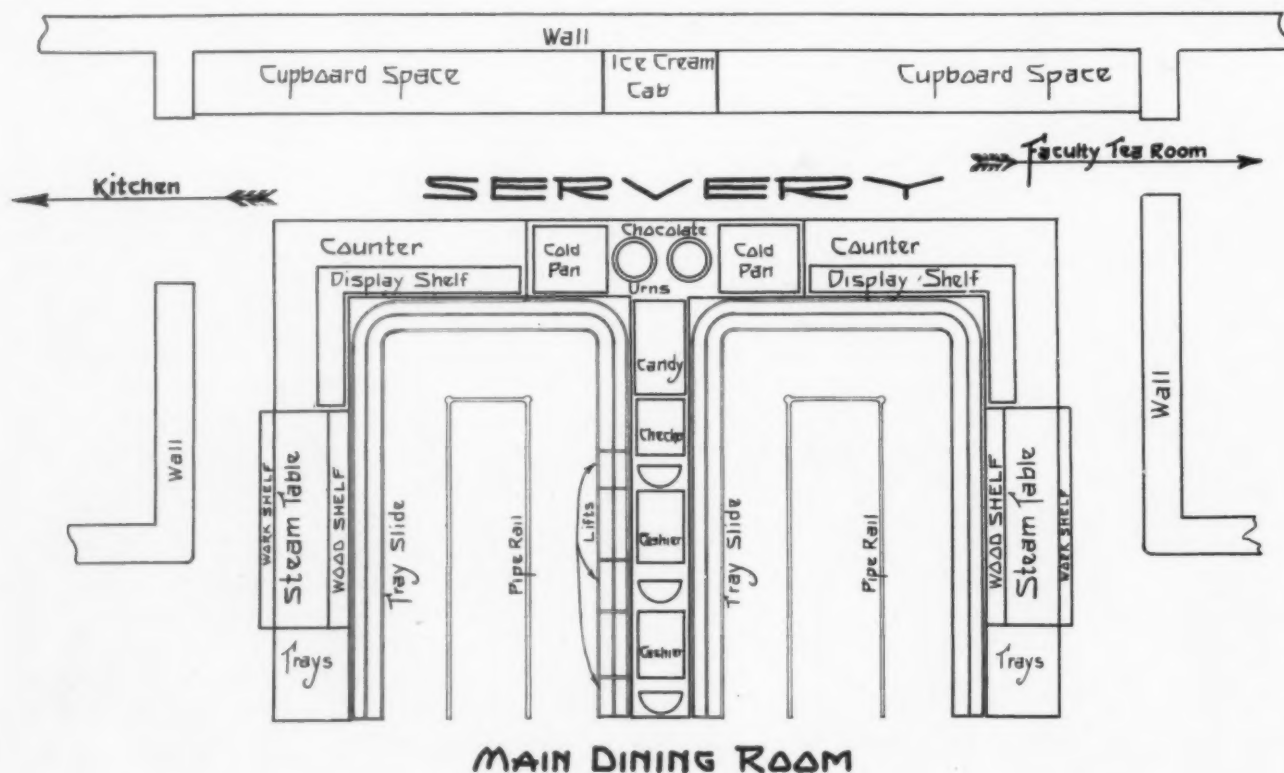 Wall
Cupboard Space
Ice Cream
Cab
Cupboard Space
Kitchen
SERVERY
Faculty Tea Room
Counter
Cold
Pan
Chocolate
Urns
Cold
Pan
Counter
Display Shelf
Display Shelf
Candy
Checker
Cashier
Cashier
Wall
WORK SHELF
Steam Table
WOOD SHELF
Tray Slide
Pipe Rail
Lifts
Tray Slide
Pipe Rail
WOOD SHELF
Steam Table
WORK SHELF
Wall
Trays
Trays
MAIN DINING ROOM